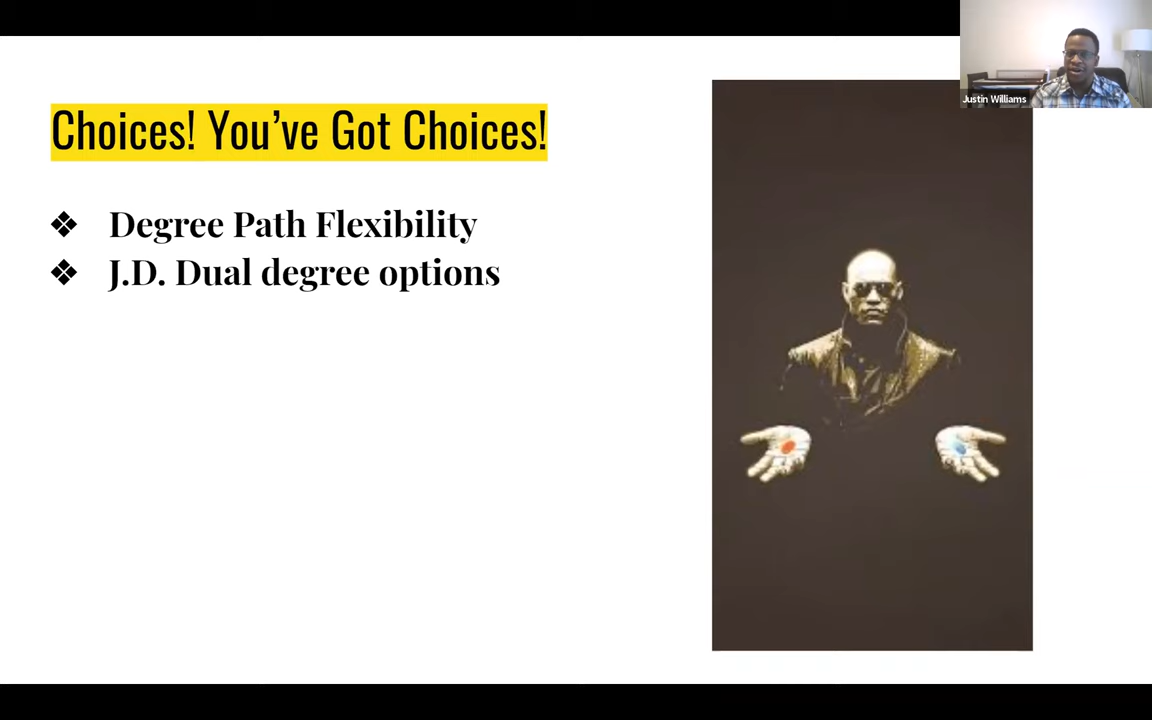 Choices! You’ve Got Choices!
❖ Degree Path Flexibility
❖ J.D. Dual degree options
Justin Williams